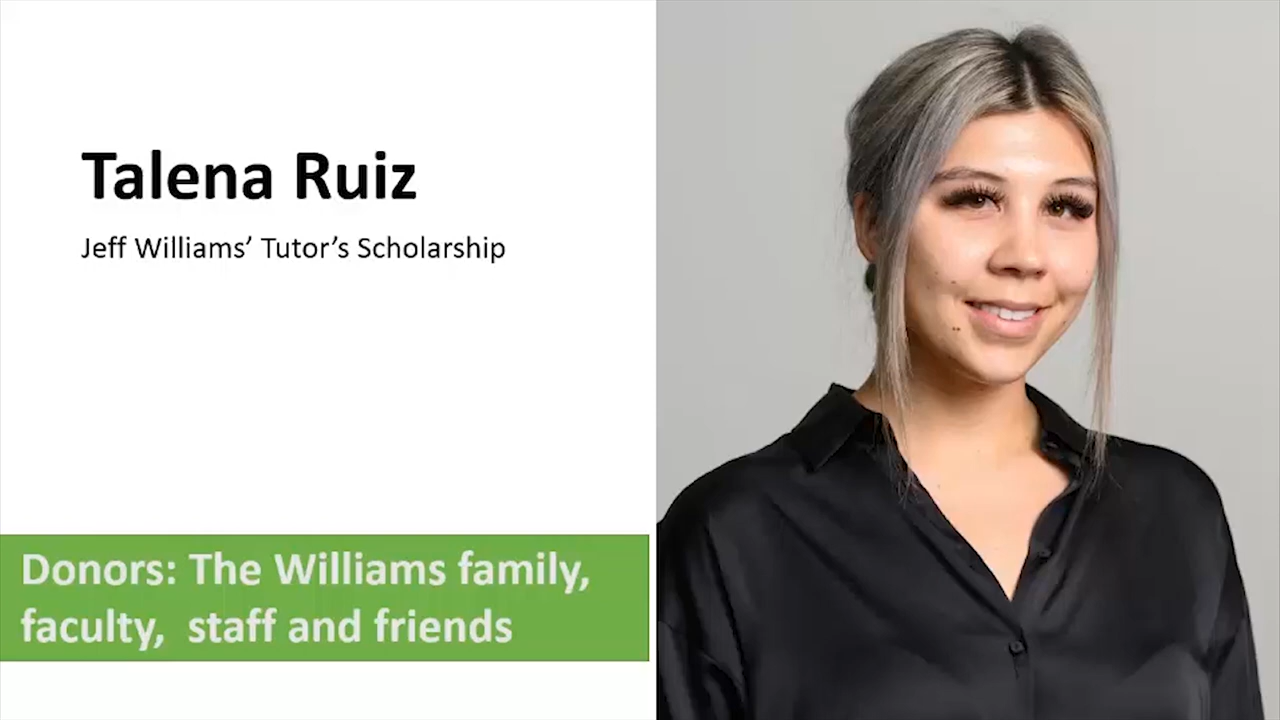 Talena Ruiz
Jeff Williams’ Tutor’s Scholarship
Donors: The Williams family,
faculty,  staff and friends